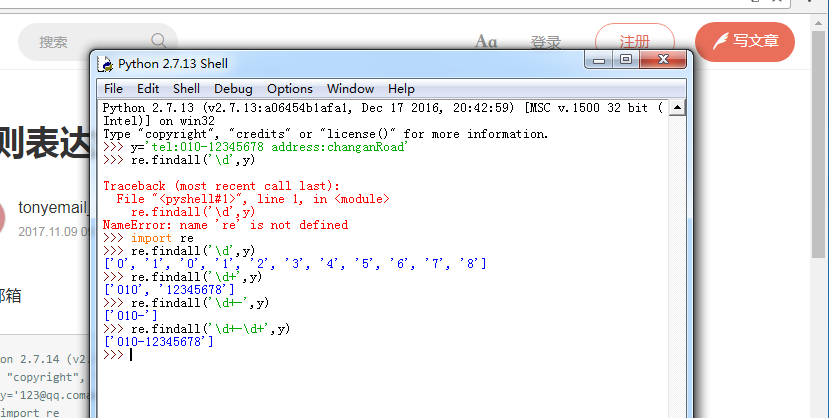 搜索
Aa
登录
注册
写文章
Python 2.7.13 Shell
File Edit Shell Debug Options Window Help
Python 2.7.13 (v2.7.13:a06454b1afa1, Dec 17 2016, 20:42:59) [MSC v.1500 32 bit (
Intel)] on win32
Type "copyright", "credits" or "license()" for more information.
>>> y='tel:010-12345678 address:changanRoad'
>>> re.findall('\d',y)
Traceback (most recent call last):
  File "<pyshell#1>", line 1, in <module>
    re.findall('\d',y)
NameError: name 're' is not defined
>>> import re
>>> re.findall('\d',y)
['0', '1', '0', '1', '2', '3', '4', '5', '6', '7', '8']
>>> re.findall('\d+',y)
['010', '12345678']
>>> re.findall('\d+-',y)
['010-']
>>> re.findall('\d+-\d+',y)
['010-12345678']
>>>
则表达
tonyemail_
2017.11.09 09
邮箱
on 2.7.14 (v2.
"copyright",
y='123@qq.coma
import re